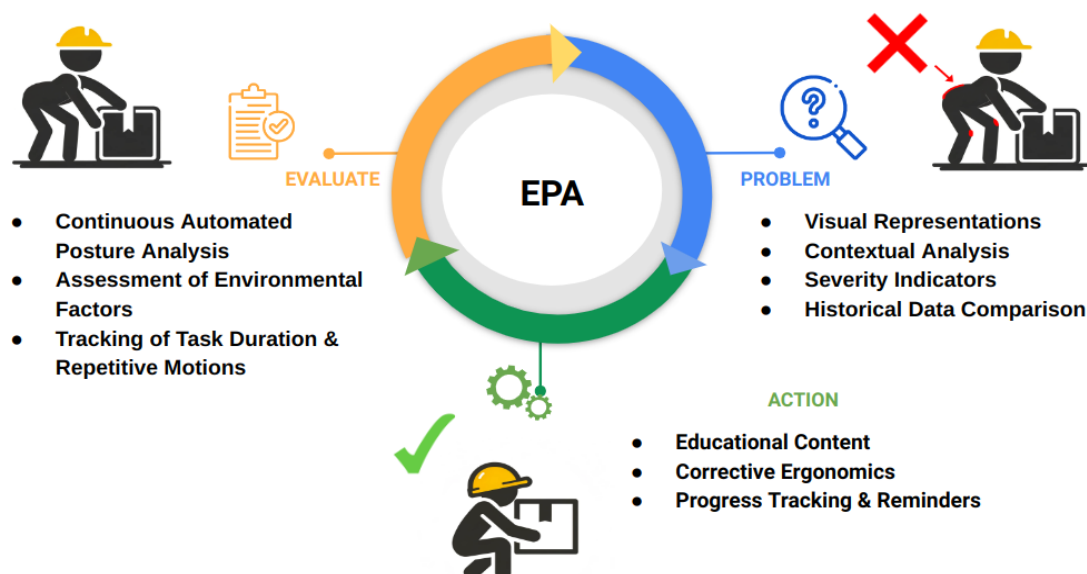 EPA
EVALUATE
● Continuous Automated
Posture Analysis
● Assessment of Environmental
Factors
● Tracking of Task Duration &
Repetitive Motions
PROBLEM
● Visual Representations
● Contextual Analysis
● Severity Indicators
● Historical Data Comparison
ACTION
● Educational Content
● Corrective Ergonomics
● Progress Tracking & Reminders